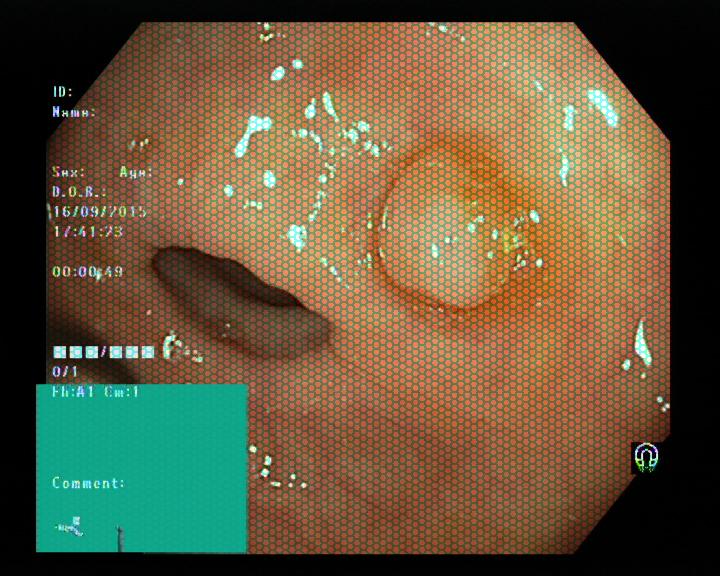 ID:
Name:
Sex: Age:
D.O.B.:
16/09/2015
17:41:23
00:00:49
0/1
Eh:A1 Cm:1
Comment: